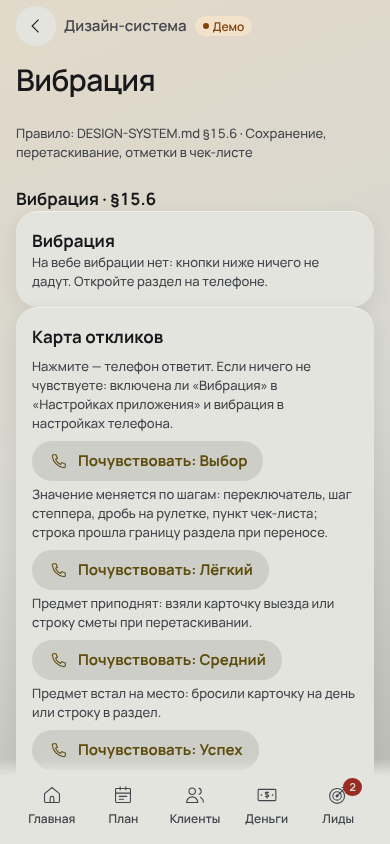 Дизайн-система
Демо
Вибрация
Правило: DESIGN-SYSTEM.md §15.6 · Сохранение,
перетаскивание, отметки в чек-листе
Вибрация · §15.6
Вибрация
На вебе вибрации нет: кнопки ниже ничего не
дадут. Откройте раздел на телефоне.
Карта откликов
Нажмите — телефон ответит. Если ничего не
чувствуете: включена ли «Вибрация» в
«Настройках приложения» и вибрация в
настройках телефона.
Почувствовать: Выбор
Значение меняется по шагам: переключатель, шаг
степпера, дробь на рулетке, пункт чек-листа;
строка прошла границу раздела при переносе.
Почувствовать: Лёгкий
Предмет приподнят: взяли карточку выезда или
строку сметы при перетаскивании.
Почувствовать: Средний
Предмет встал на место: бросили карточку на день
или строку в раздел.
Почувствовать: Успех
2
Главная
План
Клиенты
Деньги
Лиды